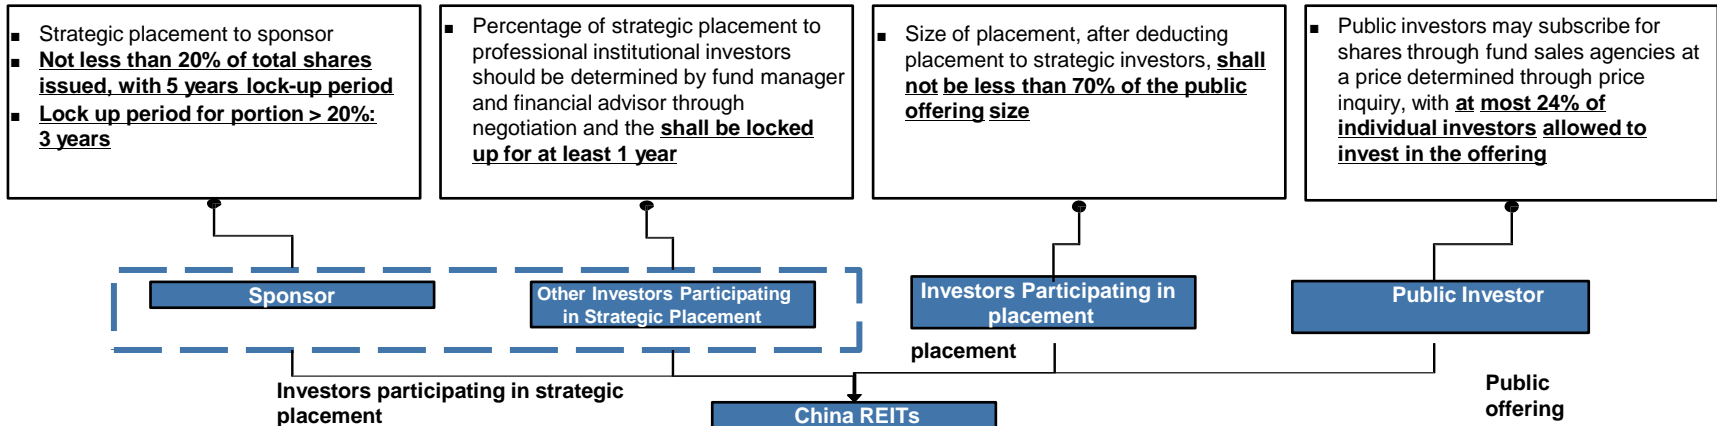 ■ Strategic placement to sponsor
■ Not less than 20% of total shares
issued, with 5 years lock-up period
■ Lock up period for portion > 20%:
3 years
■ Percentage of strategic placement to
professional institutional investors
should be determined by fund manager
and financial advisor through
negotiation and the shall be locked
up for at least 1 year
■ Size of placement, after deducting
placement to strategic investors, shall
not be less than 70% of the public
offering size
■ Public investors may subscribe for
shares through fund sales agencies at
a price determined through price
inquiry, with at most 24% of
individual investors allowed to
invest in the offering
Sponsor
Other Investors Participating
in Strategic Placement
Investors Participating in
placement
Public Investor
placement
Investors participating in strategic
placement
Public
offering
China REITs